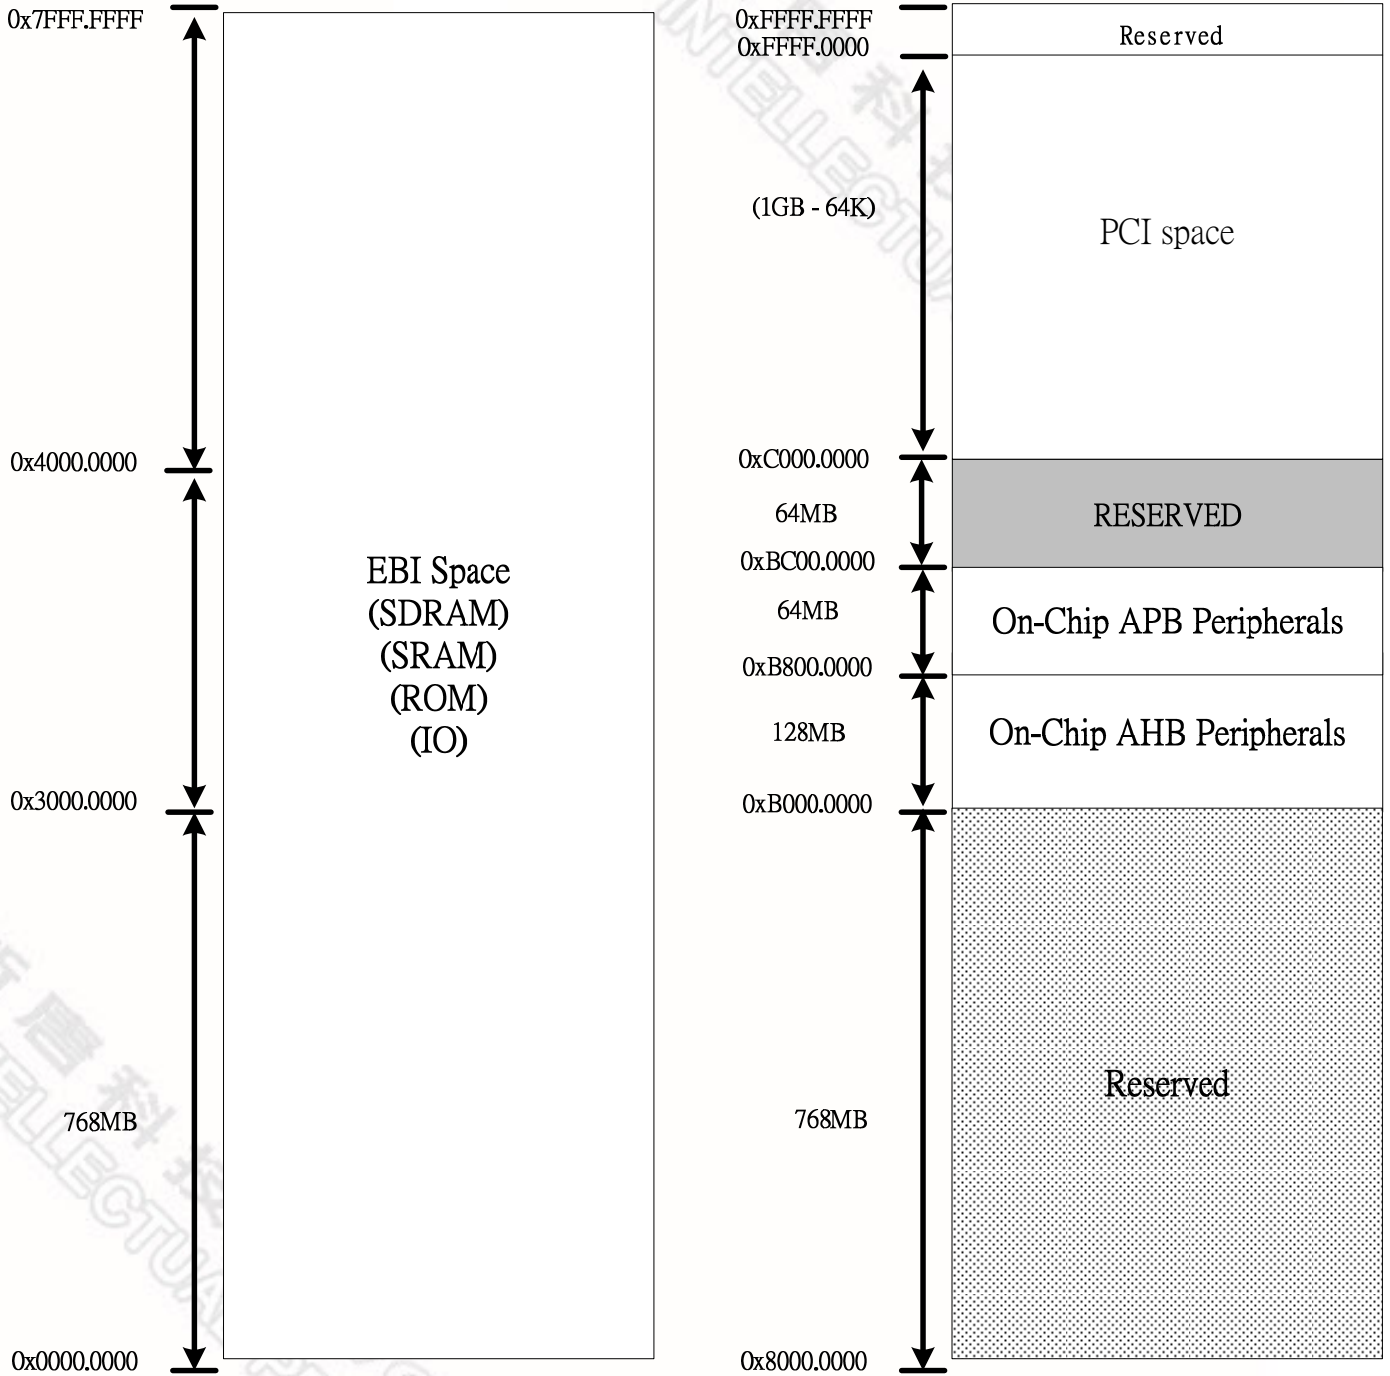 0x7FFF.FFFF
0x4000.0000
0x3000.0000
768MB
0x0000.0000
EBI Space
(SDRAM)
(SRAM)
(ROM)
(IO)
0xFFFF.FFFF
0xFFFF.0000
(1GB - 64K)
0xC000.0000
64MB
0xBC00.0000
64MB
0xB800.0000
128MB
0xB000.0000
768MB
0x8000.0000
Reserved
PCI space
RESERVED
On-Chip APB Peripherals
On-Chip AHB Peripherals
Reserved